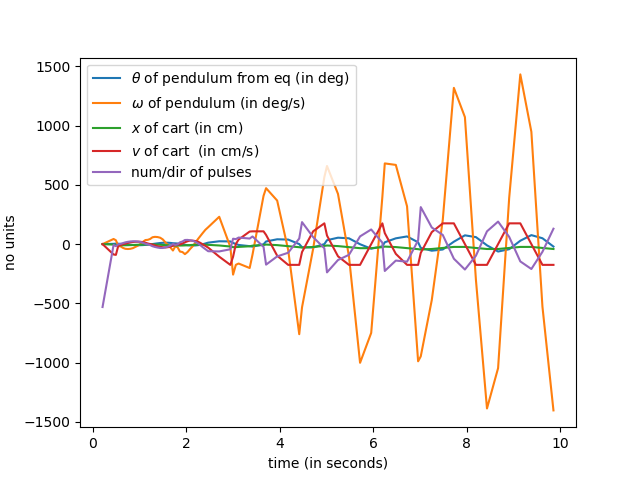 1500
1000
500
0
−500
−1000
−1500
no units
θ of pendulum from eq (in deg)
ω of pendulum (in deg/s)
x of cart (in cm)
v of cart  (in cm/s)
num/dir of pulses
0 2 4 6 8 10
time (in seconds)